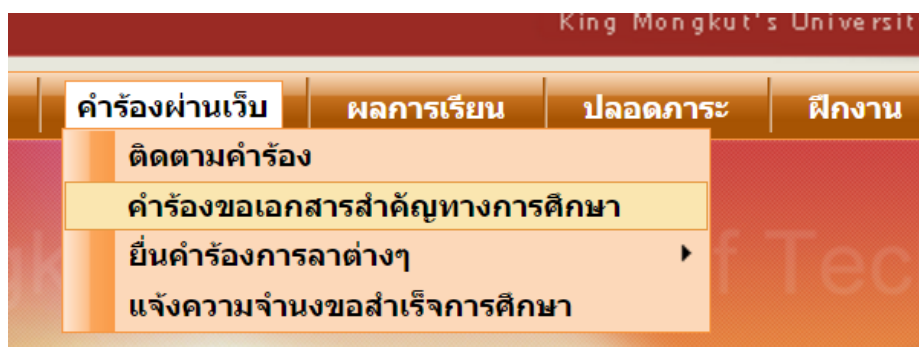 King Mongkut's Universit
คำร้องผ่านเว็บ ผลการเรียน ปลอดภาระ ฝึกงาน
ติดตามคำร้อง
คำร้องขอเอกสารสำคัญทางการศึกษา
ยื่นคำร้องการลาต่างๆ
แจ้งความจำนงขอสำเร็จการศึกษา
gk f Tec